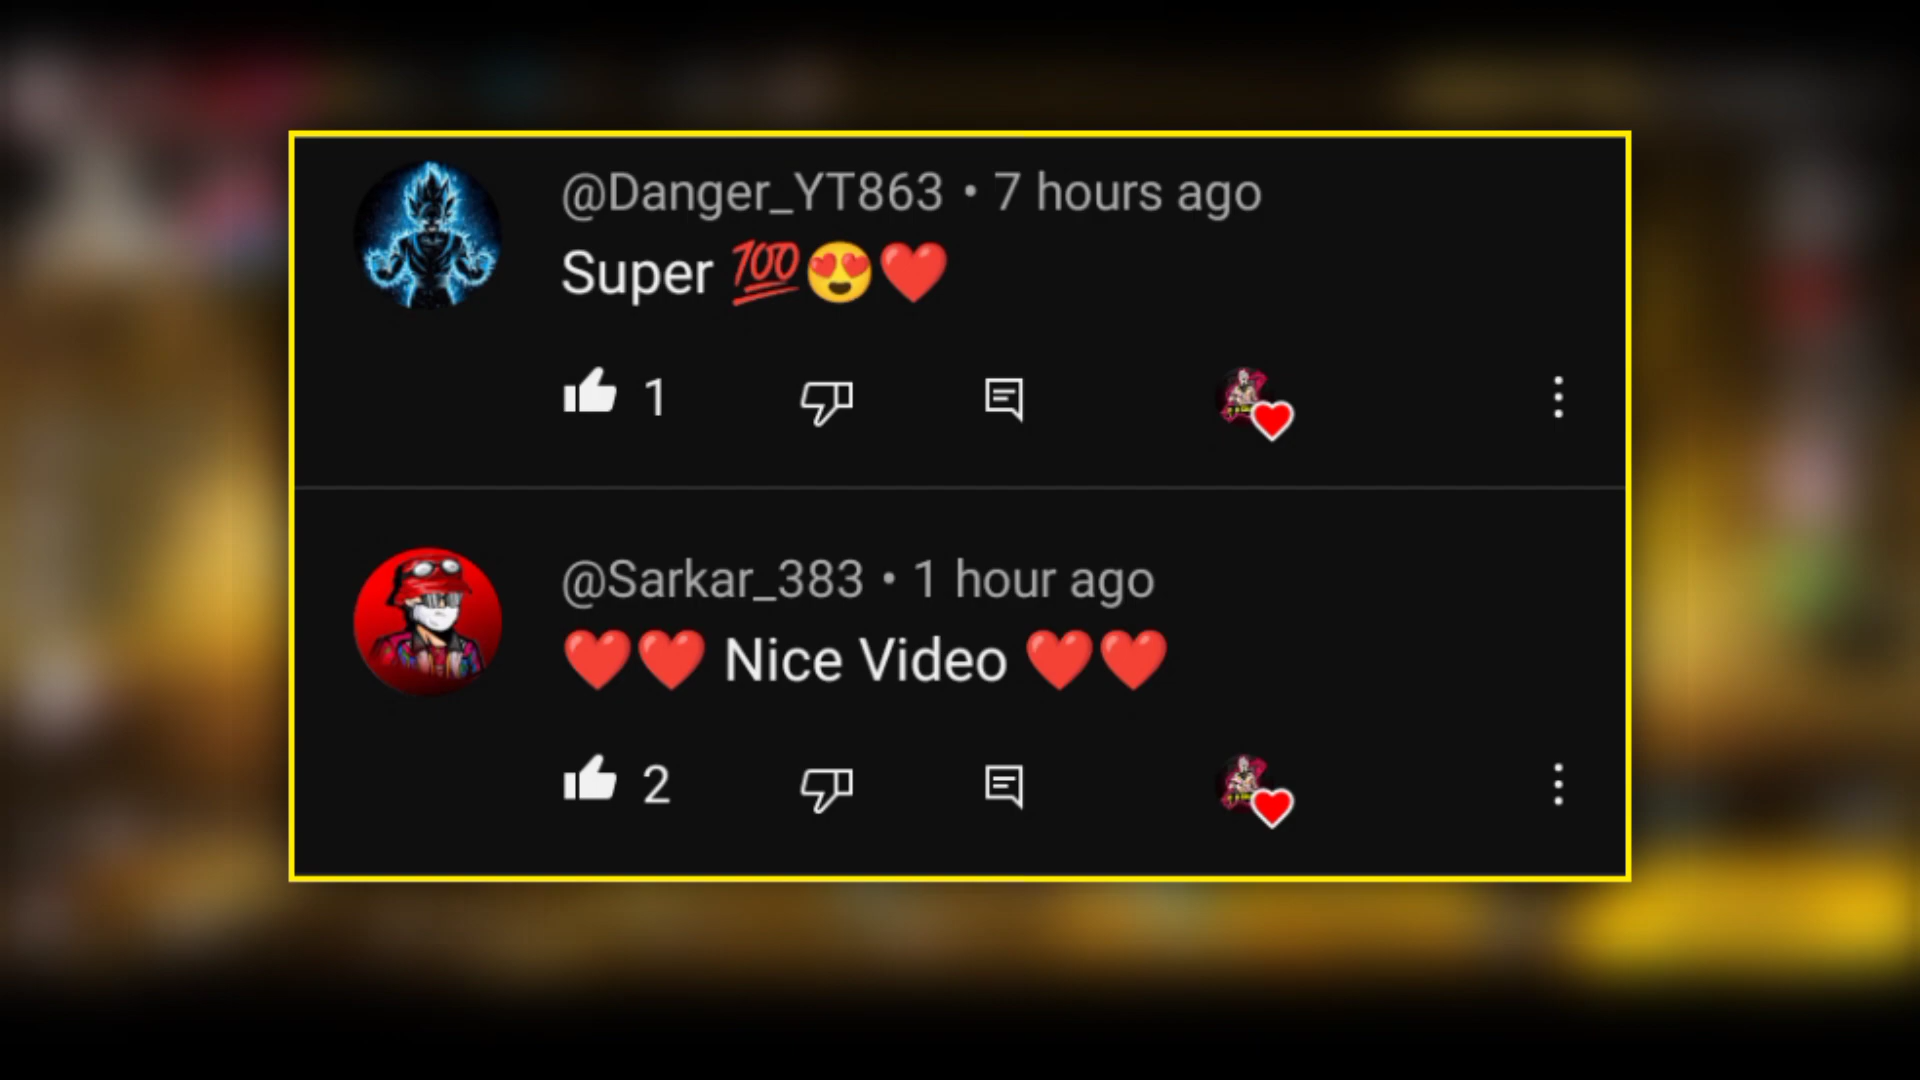 @Danger_YT863 • 7 hours ago
Super 💯😍❤️
1
@Sarkar_383 • 1 hour ago
❤️❤️ Nice Video ❤️❤️
2